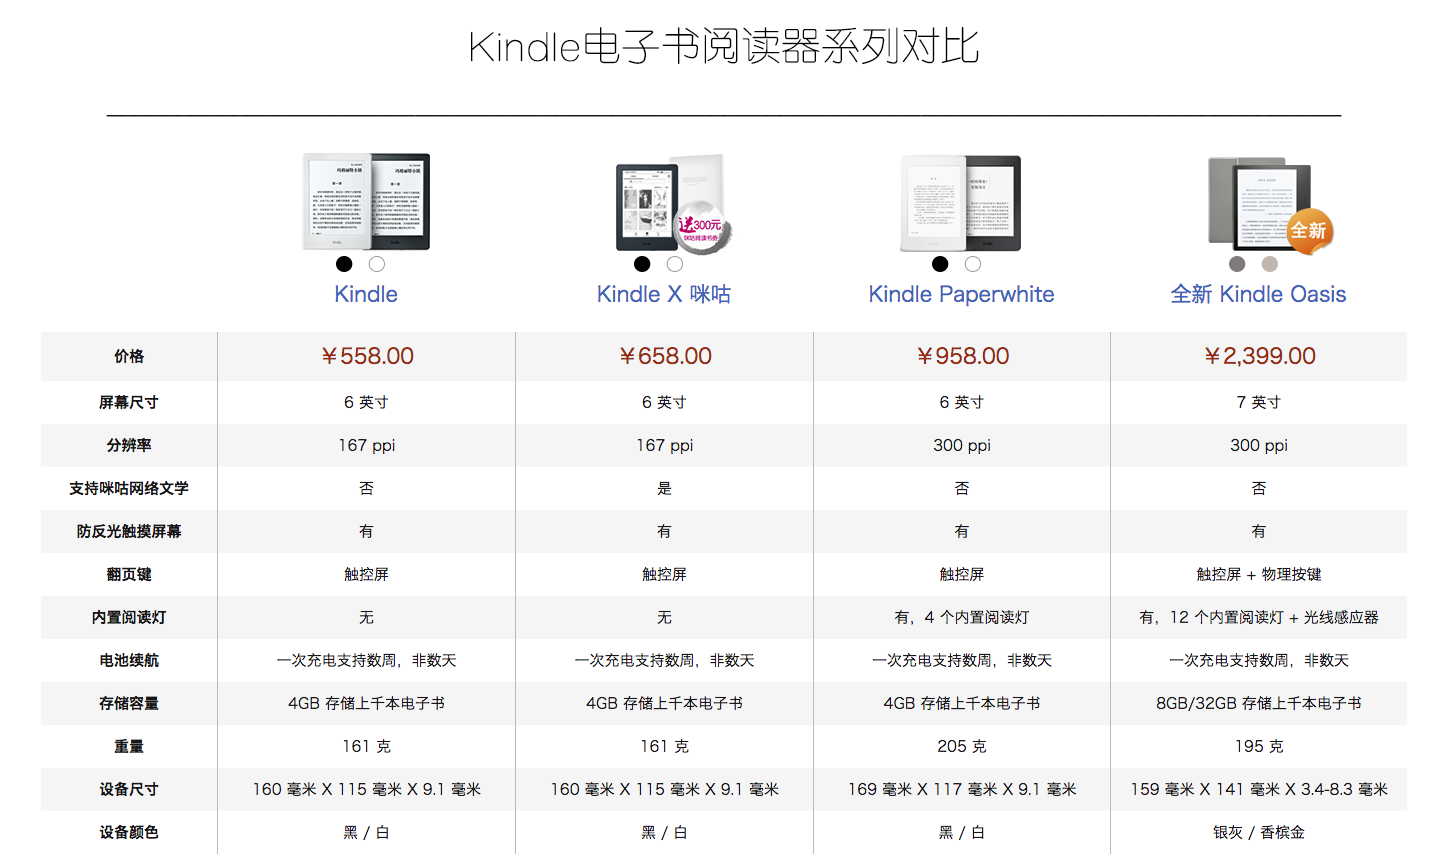 Kindle电子书阅读器系列对比
送300元
咪咕阅读书券
全新
Kindle
Kindle X 咪咕
Kindle Paperwhite
全新 Kindle Oasis
价格 ￥558.00 ￥658.00 ￥958.00 ￥2,399.00
屏幕尺寸 6 英寸 6 英寸 6 英寸 7 英寸
分辨率 167 ppi 167 ppi 300 ppi 300 ppi
支持咪咕网络文学 否 是 否 否
防反光触摸屏幕 有 有 有 有
翻页键 触控屏 触控屏 触控屏 触控屏 + 物理按键
内置阅读灯 无 无 有，4 个内置阅读灯 有，12 个内置阅读灯 + 光线感应器
电池续航 一次充电支持数周，非数天 一次充电支持数周，非数天 一次充电支持数周，非数天 一次充电支持数周，非数天
存储容量 4GB 存储上千本电子书 4GB 存储上千本电子书 4GB 存储上千本电子书 8GB/32GB 存储上千本电子书
重量 161 克 161 克 205 克 195 克
设备尺寸 160 毫米 X 115 毫米 X 9.1 毫米 160 毫米 X 115 毫米 X 9.1 毫米 169 毫米 X 117 毫米 X 9.1 毫米 159 毫米 X 141 毫米 X 3.4-8.3 毫米
设备颜色 黑 / 白 黑 / 白 黑 / 白 银灰 / 香槟金